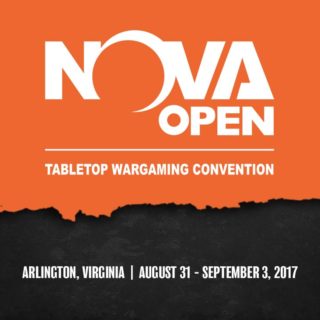 NOVA
OPEN
TABLETOP WARGAMING CONVENTION
ARLINGTON, VIRGINIA | AUGUST 31 - SEPTEMBER 3, 2017